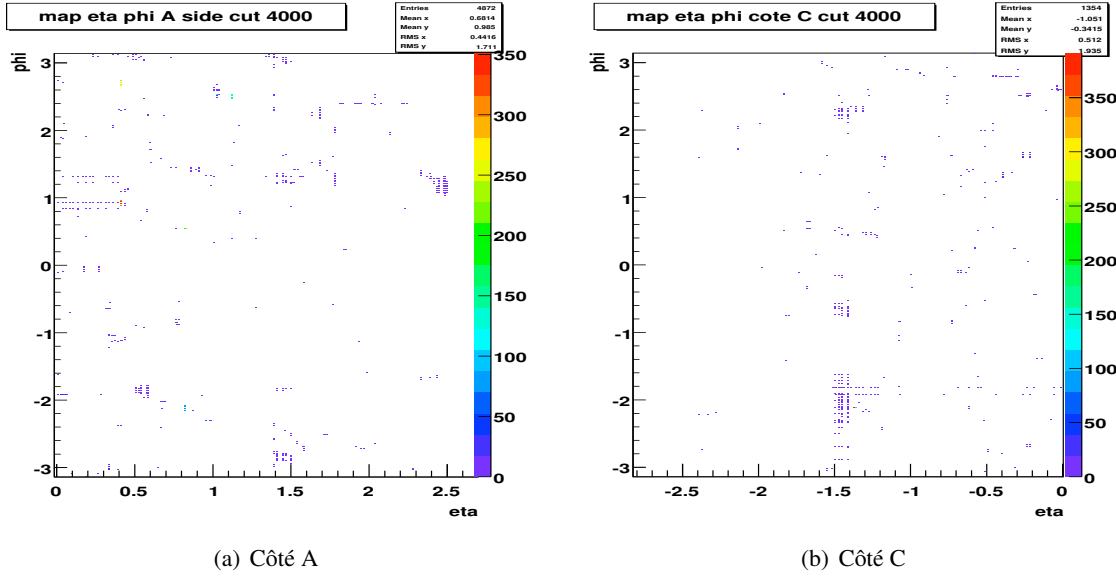 map eta phi A side cut 4000
Entries 4872
Mean x 0.6814
Mean y 0.985
RMS x 0.4416
RMS y 1.711
phi
3
2
1
0
-1
-2
-3
0 0.5 1 1.5 2 2.5
eta
350
300
250
200
150
100
50
0
(a) Côté A
map eta phi cote C cut 4000
Entries 1354
Mean x -1.051
Mean y -0.3415
RMS x 0.512
RMS y 1.935
phi
3
2
1
0
-1
-2
-3
-2.5 -2 -1.5 -1 -0.5 0
eta
350
300
250
200
150
100
50
0
(b) Côté C